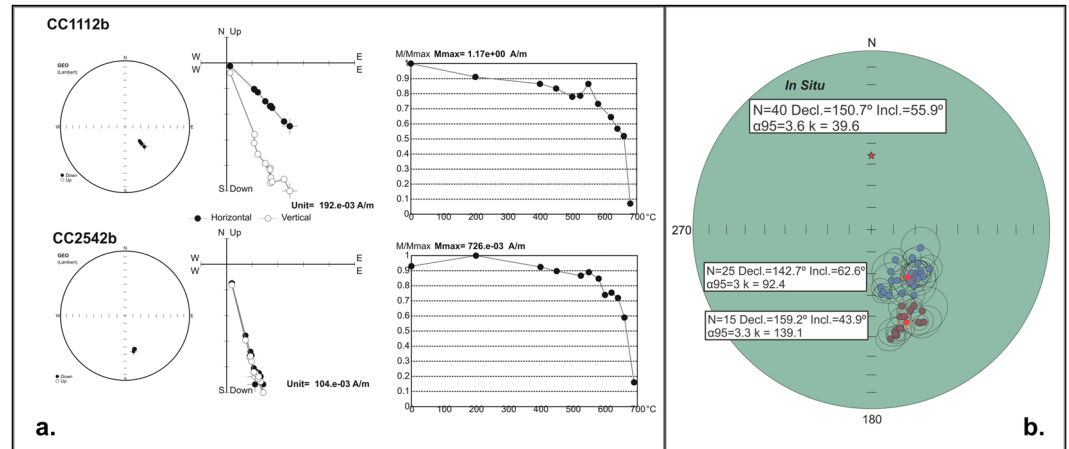 CC1112b
GEO
(Lambert)
N
W
E
S
Down
Up
N Up
W
W
E
E
S Down
Unit= 192.e-03 A/m
Horizontal
Vertical
M/Mmax Mmax= 1.17e+00 A/m
1
0.9
0.8
0.7
0.6
0.5
0.4
0.3
0.2
0.1
0
0 100 200 300 400 500 600 700°C
CC2542b
GEO
(Lambert)
N
W
E
S
Down
Up
N Up
W
W
E
E
S Down
Unit= 104.e-03 A/m
M/Mmax Mmax= 726.e-03 A/m
1
0.9
0.8
0.7
0.6
0.5
0.4
0.3
0.2
0.1
0
0 100 200 300 400 500 600 700°C
a.
N
In Situ
N=40 Decl.=150.7º Incl.=55.9º
α95=3.6 k = 39.6
270
N=25 Decl.=142.7º Incl.=62.6º
α95=3 k = 92.4
N=15 Decl.=159.2º Incl.=43.9º
α95=3.3 k = 139.1
180
b.